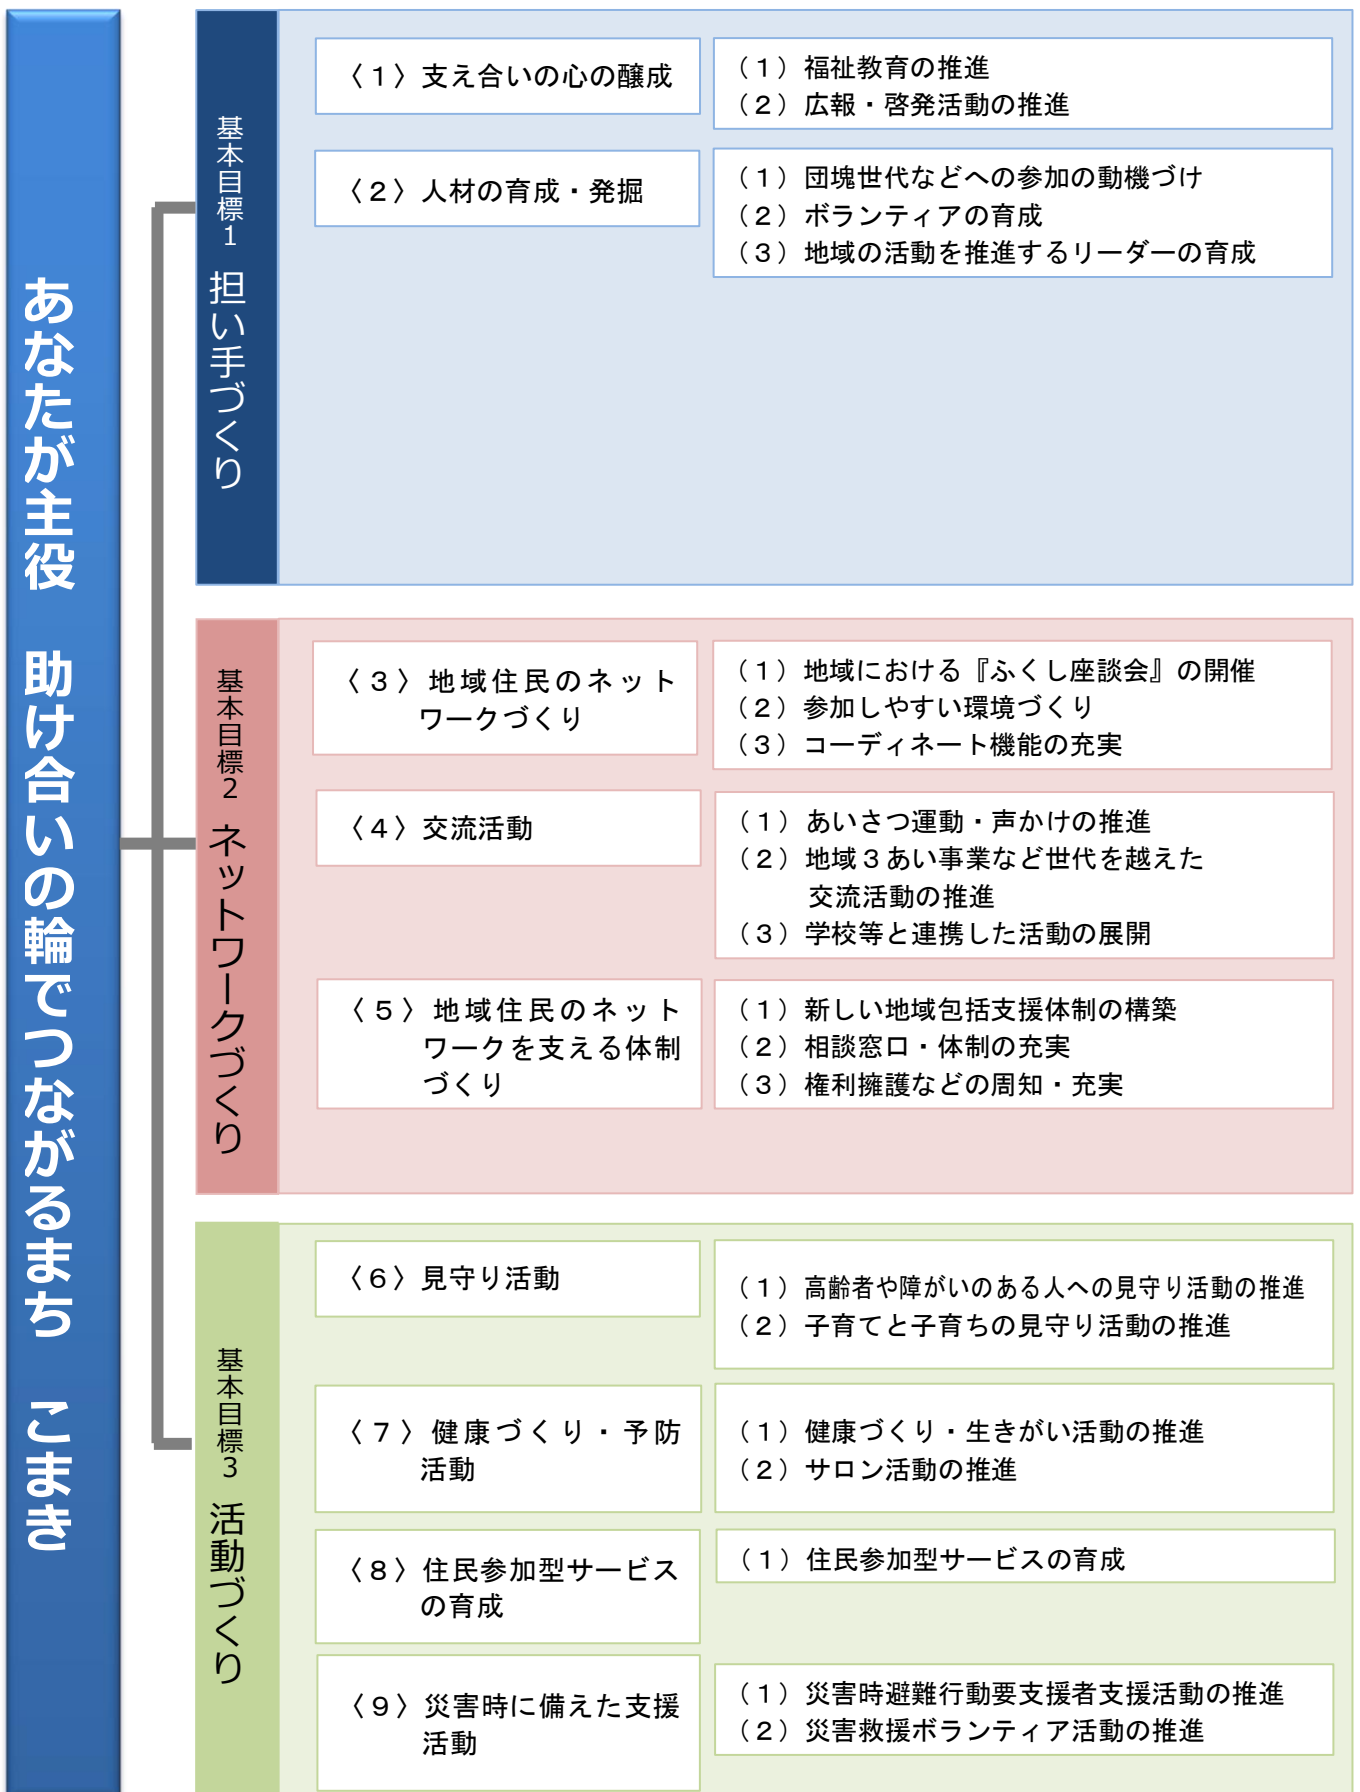 あなたが主役　助け合いの輪でつながるまち　こまき
基本目標１　担い手づくり
〈１〉支え合いの心の醸成
（１）福祉教育の推進
（２）広報・啓発活動の推進
〈２〉人材の育成・発掘
（１）団塊世代などへの参加の動機づけ
（２）ボランティアの育成
（３）地域の活動を推進するリーダーの育成
基本目標２　ネットワークづくり
〈３〉地域住民のネット
ワークづくり
（１）地域における『ふくし座談会』の開催
（２）参加しやすい環境づくり
（３）コーディネート機能の充実
〈４〉交流活動
（１）あいさつ運動・声かけの推進
（２）地域３あい事業など世代を越えた
交流活動の推進
（３）学校等と連携した活動の展開
〈５〉地域住民のネット
ワークを支える体制
づくり
（１）新しい地域包括支援体制の構築
（２）相談窓口・体制の充実
（３）権利擁護などの周知・充実
基本目標３　活動づくり
〈６〉見守り活動
（１）高齢者や障がいのある人への見守り活動の推進
（２）子育てと子育ちの見守り活動の推進
〈７〉健康づくり・予防
活動
（１）健康づくり・生きがい活動の推進
（２）サロン活動の推進
〈８〉住民参加型サービス
の育成
（１）住民参加型サービスの育成
〈９〉災害時に備えた支援
活動
（１）災害時避難行動要支援者支援活動の推進
（２）災害救援ボランティア活動の推進